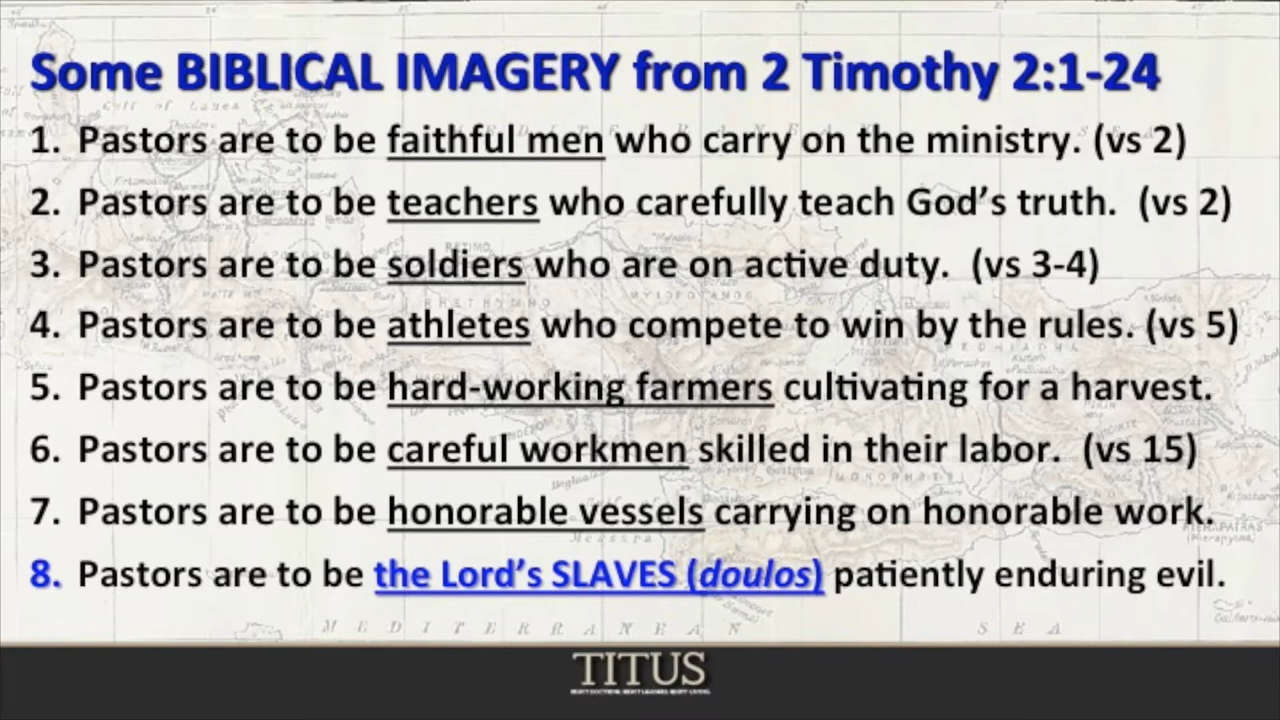 Some BIBLICAL IMAGERY from 2 Timothy 2:1-24
1. Pastors are to be faithful men who carry on the ministry. (vs 2)
2. Pastors are to be teachers who carefully teach God’s truth. (vs 2)
3. Pastors are to be soldiers who are on active duty. (vs 3-4)
4. Pastors are to be athletes who compete to win by the rules. (vs 5)
5. Pastors are to be hard-working farmers cultivating for a harvest.
6. Pastors are to be careful workmen skilled in their labor. (vs 15)
7. Pastors are to be honorable vessels carrying on honorable work.
8. Pastors are to be the Lord’s SLAVES (doulos) patiently enduring evil.
MEDITERRANEAN SEA
TITUS